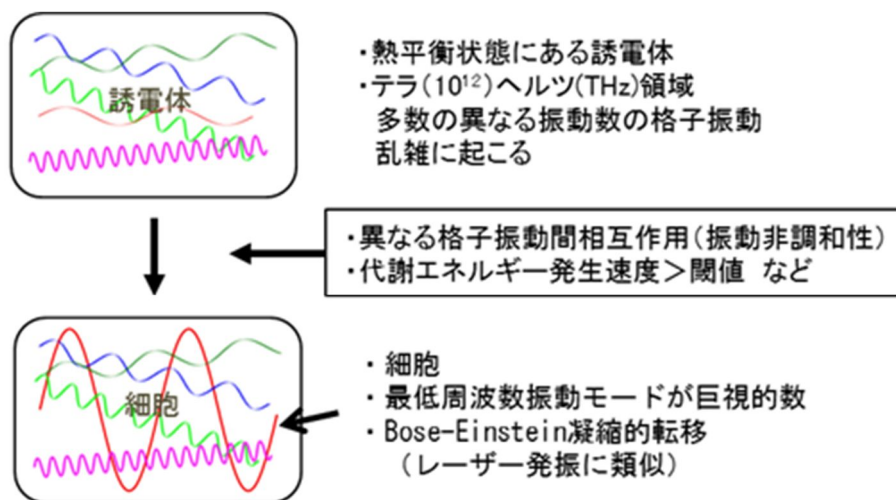 誘電体
・熱平衡状態にある誘電体
・テラ(10¹²)ヘルツ(THz)領域
多数の異なる振動数の格子振動
乱雑に起こる
・異なる格子振動間相互作用(振動非調和性)
・代謝エネルギー発生速度>閾値 など
細胞
・細胞
・最低周波数振動モードが巨視的数
・Bose-Einstein凝縮的転移
(レーザー発振に類似)